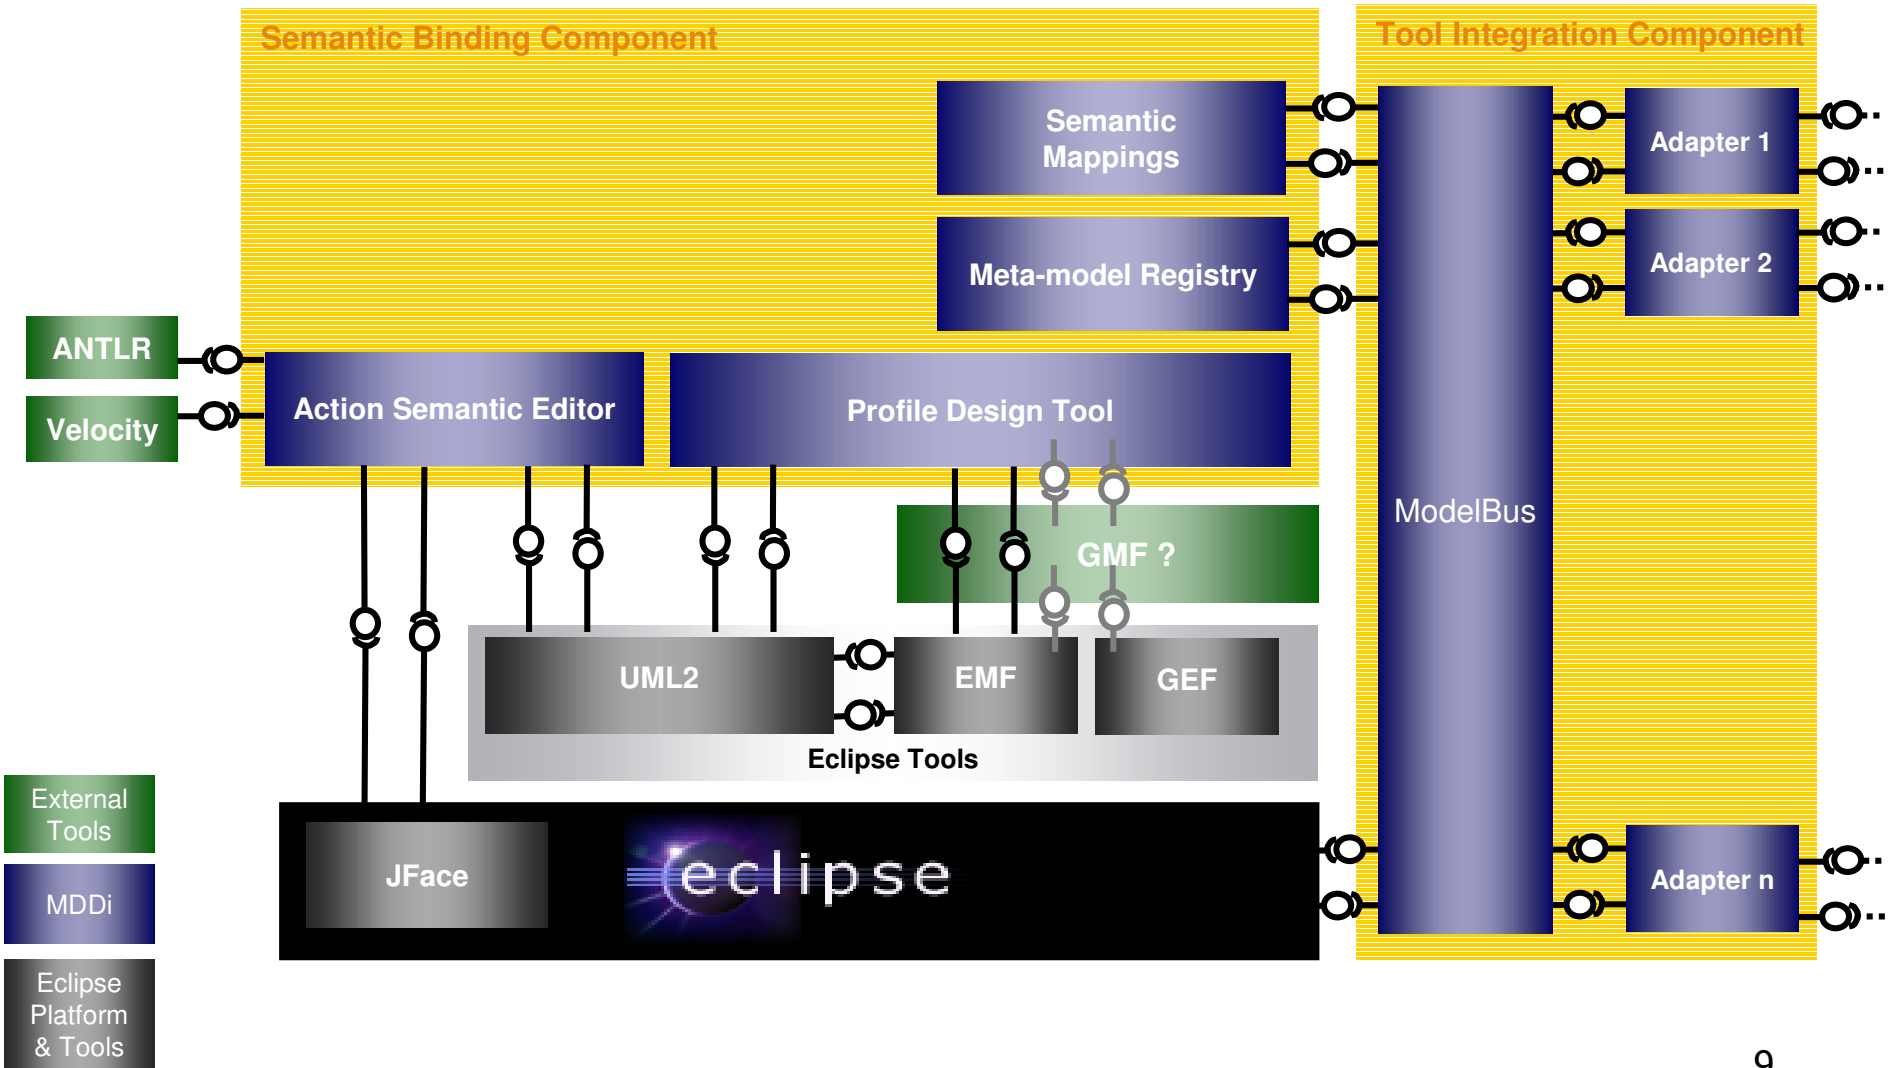 Semantic Binding Component
Tool Integration Component
Semantic
Mappings
Adapter 1
Meta-model Registry
Adapter 2
ANTLR
Velocity
Action Semantic Editor
Profile Design Tool
ModelBus
GMF ?
UML2
EMF
GEF
Eclipse Tools
JFace
eclipse
Adapter n
External
Tools
MDDi
Eclipse
Platform
& Tools
9